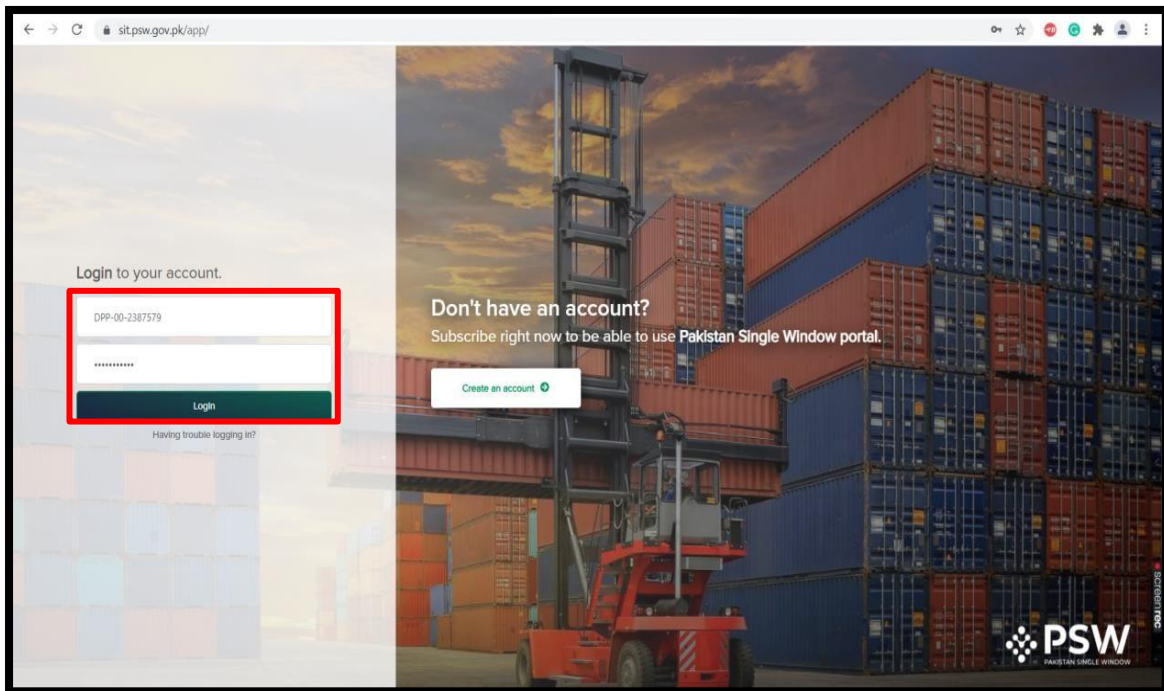 sit.psw.gov.pk/app/
Login to your account.
DPP-00-2387579
•••••••••••
Login
Having trouble logging in?
Don't have an account?
Subscribe right now to be able to use Pakistan Single Window portal.
Create an account
screenrec
PSW
PAKISTAN SINGLE WINDOW